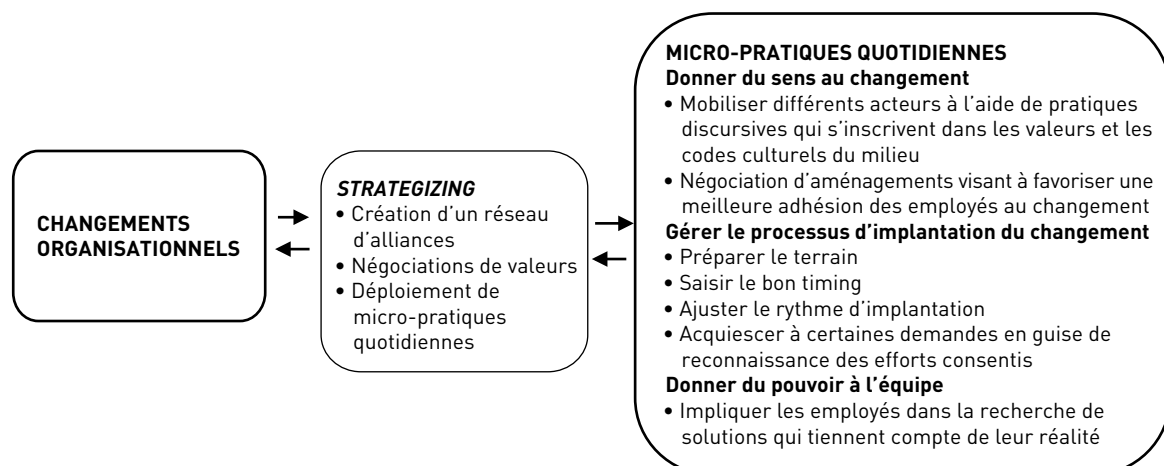 CHANGEMENTS
ORGANISATIONNELS
STRATEGIZING
• Création d'un réseau
d'alliances
• Négociations de valeurs
• Déploiement de
micro-pratiques
quotidiennes
MICRO-PRATIQUES QUOTIDIENNES
Donner du sens au changement
• Mobiliser différents acteurs à l'aide de pratiques
discursives qui s'inscrivent dans les valeurs et les
codes culturels du milieu
• Négociation d'aménagements visant à favoriser une
meilleure adhésion des employés au changement
Gérer le processus d'implantation du changement
• Préparer le terrain
• Saisir le bon timing
• Ajuster le rythme d'implantation
• Acquiescer à certaines demandes en guise de
reconnaissance des efforts consentis
Donner du pouvoir à l'équipe
• Impliquer les employés dans la recherche de
solutions qui tiennent compte de leur réalité